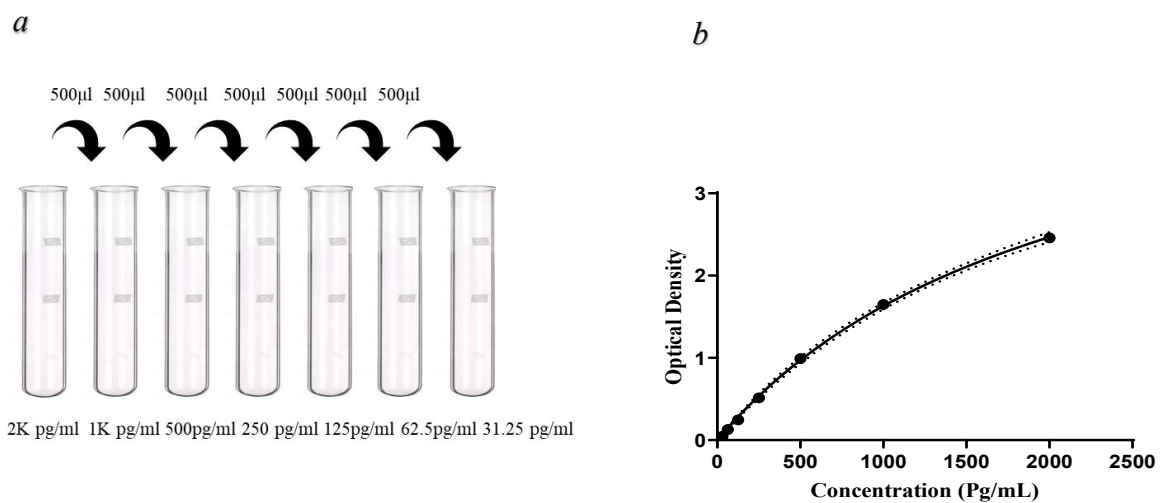 a
500µl 500µl 500µl 500µl 500µl 500µl 500µl
2K pg/ml 1K pg/ml 500pg/ml 250 pg/ml 125pg/ml 62.5pg/ml 31.25 pg/ml
b
3
2
1
0
Optical Density
0 500 1000 1500 2000 2500
Concentration (Pg/mL)